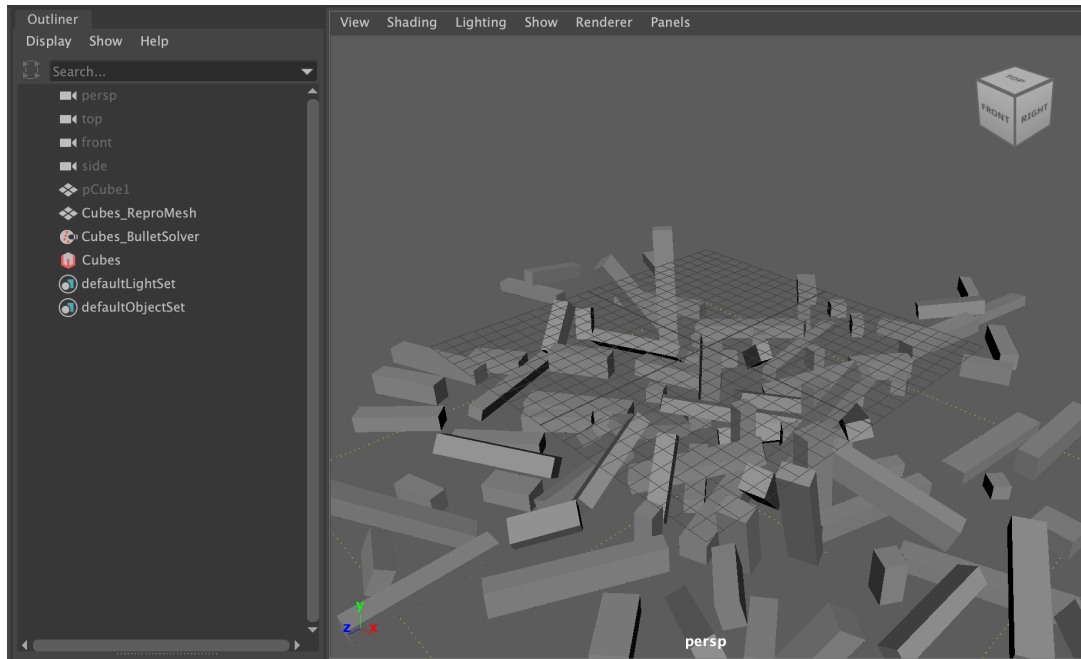 Outliner
Display Show Help
Search...
persp
top
front
side
pCube1
Cubes_ReproMesh
Cubes_BulletSolver
Cubes
defaultLightSet
defaultObjectSet
View Shading Lighting Show Renderer Panels
TOP
FRONT RIGHT
y
z x
persp